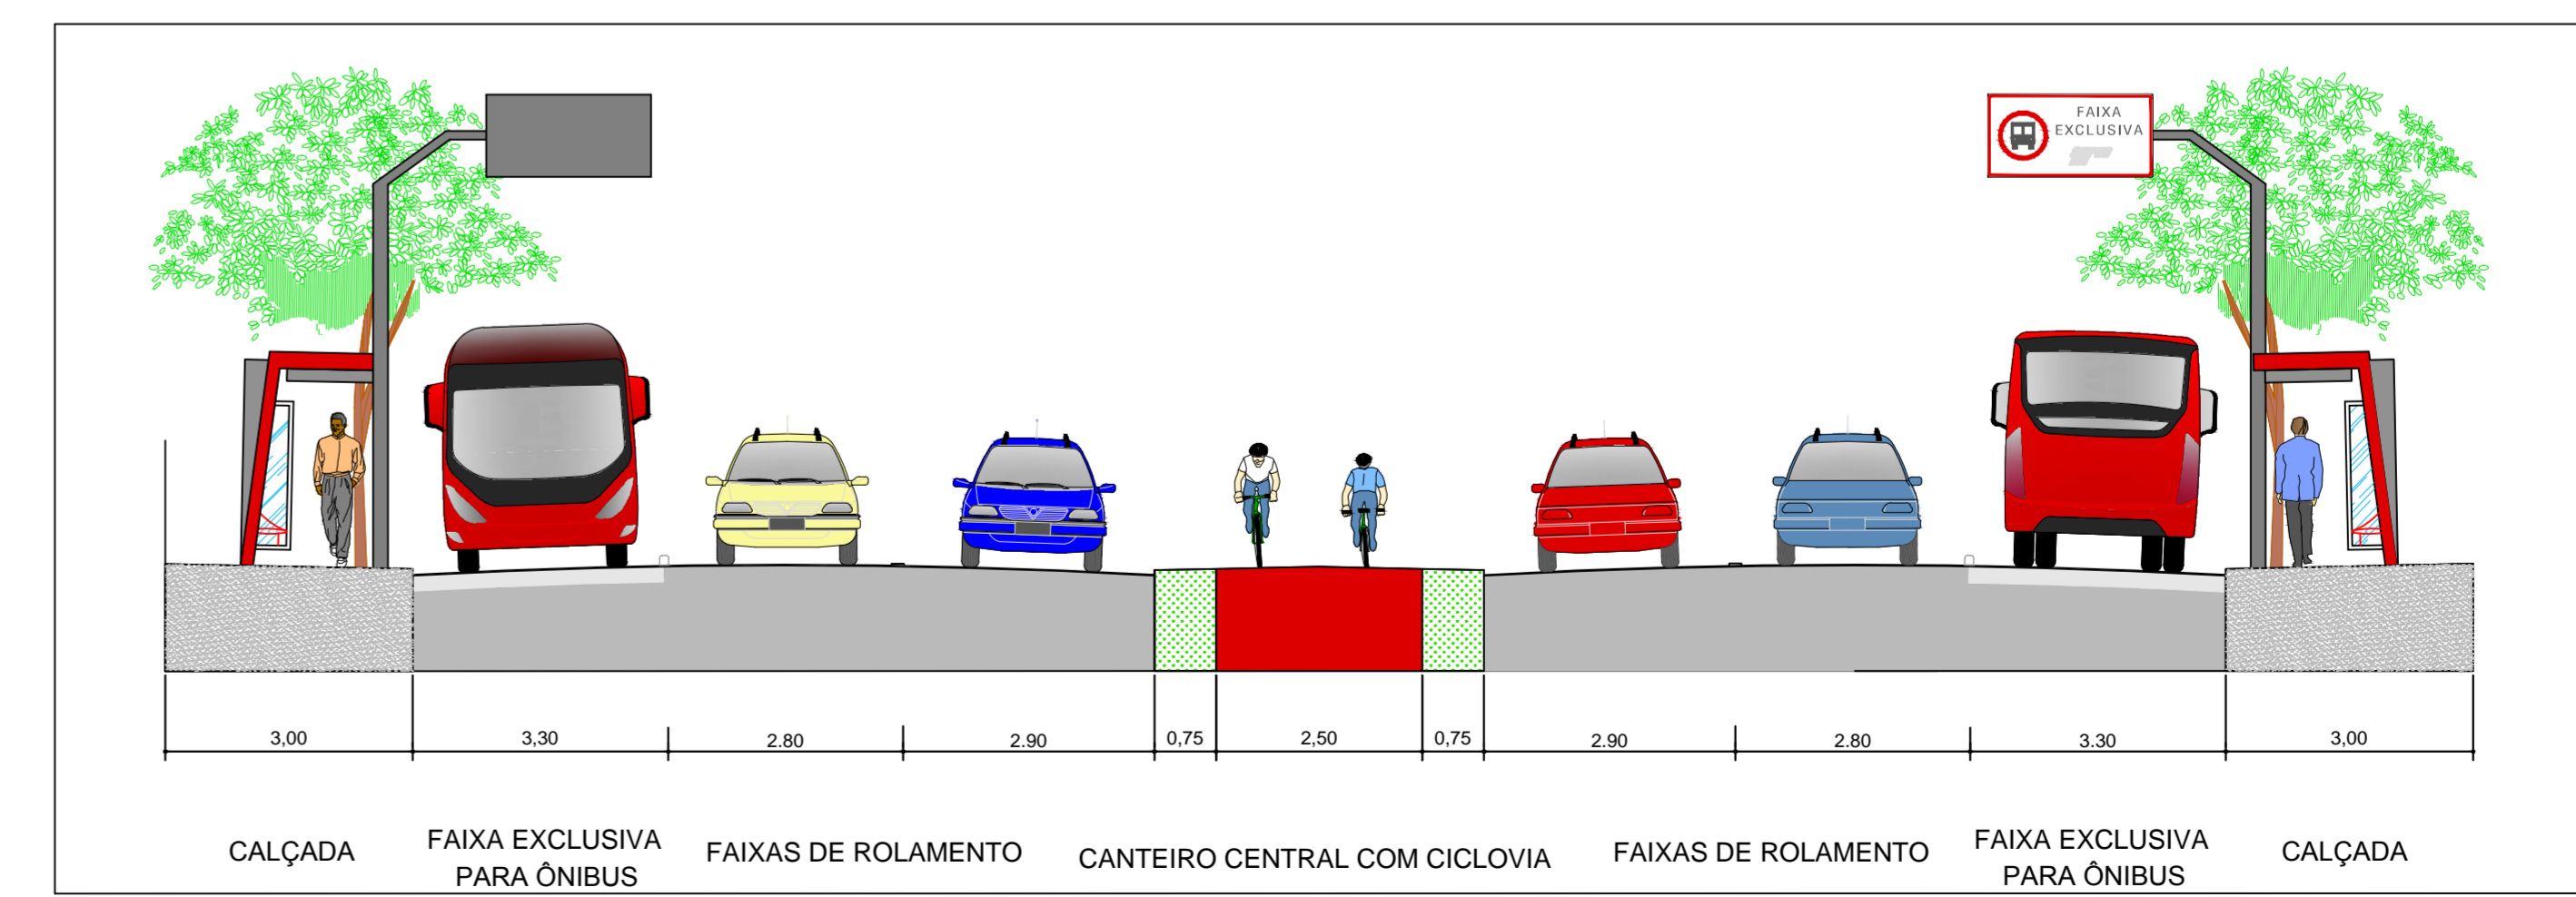 FAIXA
EXCLUSIVA
3,00 3,30 2.80 2.90 0,75 2,50 0,75 2.90 2.80 3.30 3,00
CALÇADA
FAIXA EXCLUSIVA
PARA ÔNIBUS
FAIXAS DE ROLAMENTO
CANTEIRO CENTRAL COM CICLOVIA
FAIXAS DE ROLAMENTO
FAIXA EXCLUSIVA
PARA ÔNIBUS
CALÇADA